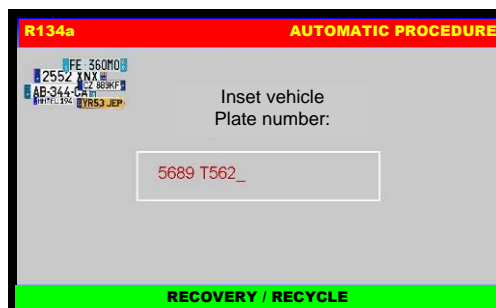 R134a AUTOMATIC PROCEDURE
FE 360MO
2552 XNX
CZ 889KF
AB-344-CA
YR53 JEP
Inset vehicle
Plate number:
5689 T562_
RECOVERY / RECYCLE